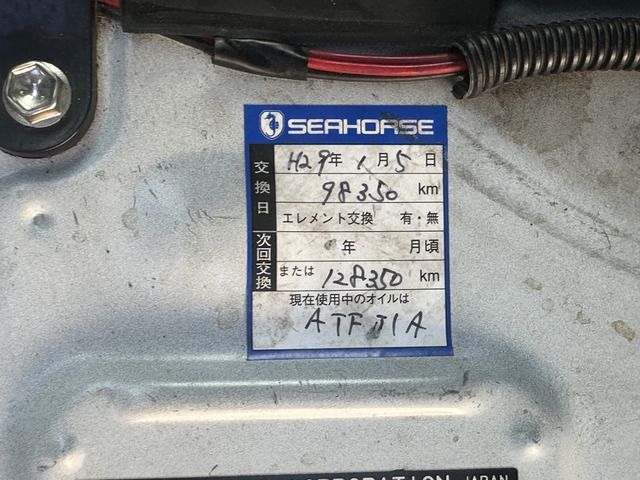 SEAHORSE
交換日
H29年 1月5日
98350 km
エレメント交換 有・無
次回交換
年 月頃
または 128350 km
現在使用中のオイルは
ATF J1A
JAPAN